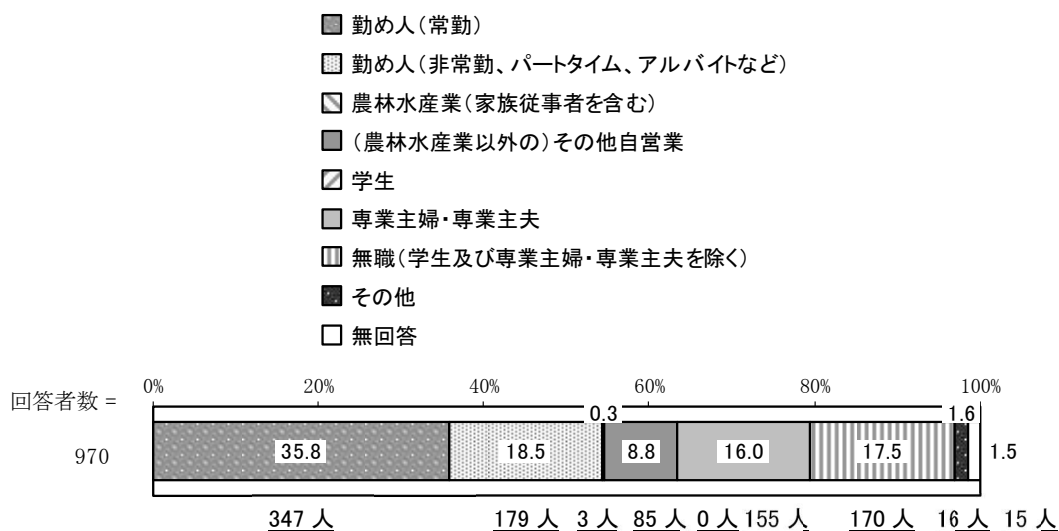 勤め人(常勤)
勤め人(非常勤、パートタイム、アルバイトなど)
農林水産業(家族従事者を含む)
(農林水産業以外の)その他自営業
学生
専業主婦・専業主夫
無職(学生及び専業主婦・専業主夫を除く)
その他
無回答
0% 20% 40% 60% 80% 100%
回答者数 =
0.3 1.6
970 35.8 18.5 8.8 16.0 17.5 1.5
347 人 179 人 3 人 85 人 0 人 155 人 170 人 16 人 15 人